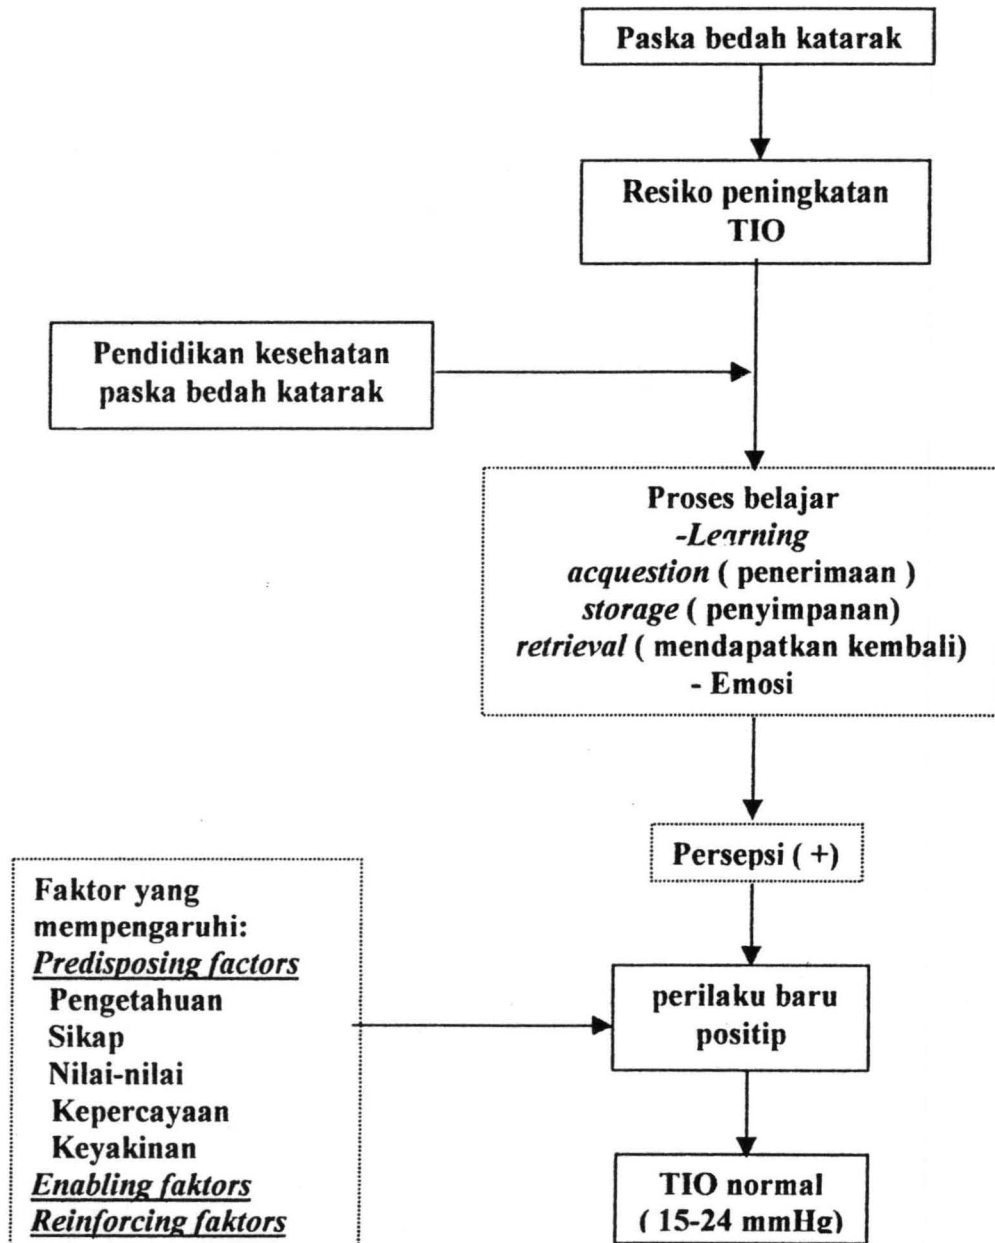 Paska bedah katarak
Resiko peningkatan
TIO
Pendidikan kesehatan
paska bedah katarak
Proses belajar
-Learning
acquestion ( penerimaan )
storage ( penyimpanan)
retrieval ( mendapatkan kembali)
- Emosi
Persepsi ( +)
Faktor yang
mempengaruhi:
Predisposing factors
Pengetahuan
Sikap
Nilai-nilai
Kepercayaan
Keyakinan
Enabling faktors
Reinforcing faktors
perilaku baru
positip
TIO normal
( 15-24 mmHg)